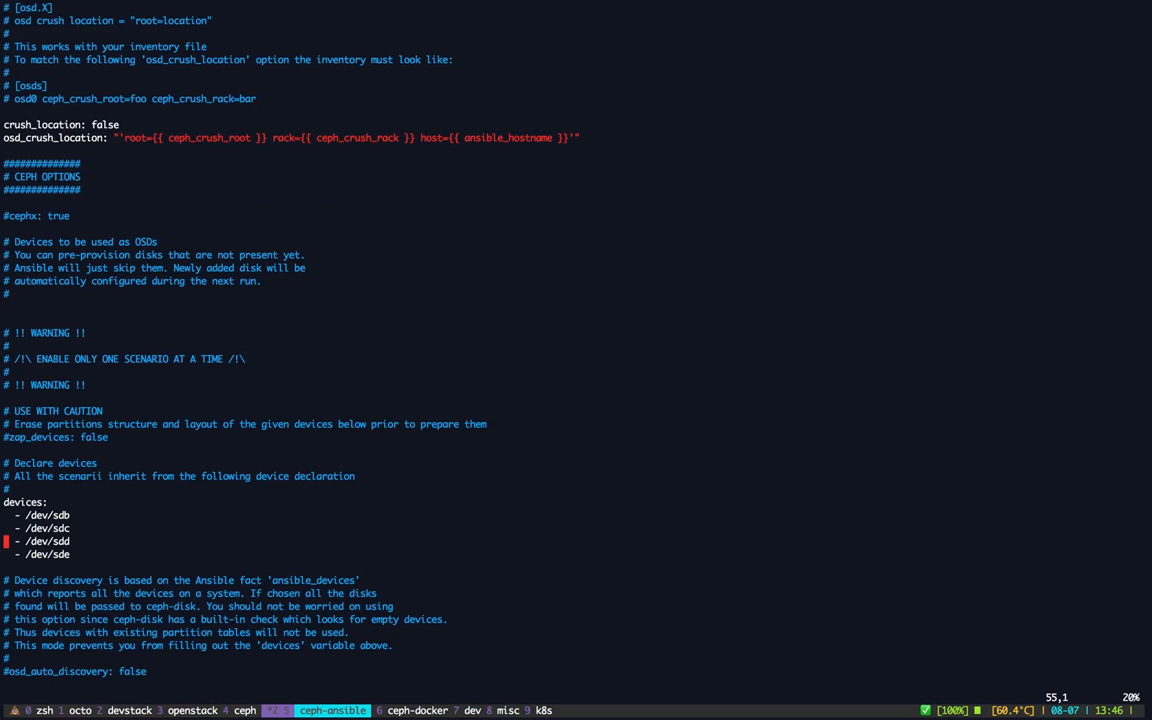 # [osd.X]
# osd crush location = "root=location"
#
# This works with your inventory file
# To match the following 'osd_crush_location' option the inventory must look like:
#
# [osds]
# osd0 ceph_crush_root=foo ceph_crush_rack=bar
crush_location: false
osd_crush_location: "'root={{ ceph_crush_root }} rack={{ ceph_crush_rack }} host={{ ansible_hostname }}'"
##############
# CEPH OPTIONS
##############
#cephx: true
# Devices to be used as OSDs
# You can pre-provision disks that are not present yet.
# Ansible will just skip them. Newly added disk will be
# automatically configured during the next run.
#
# !! WARNING !!
#
# /!\ ENABLE ONLY ONE SCENARIO AT A TIME /!\
#
# !! WARNING !!
# USE WITH CAUTION
# Erase partitions structure and layout of the given devices below prior to prepare them
#zap_devices: false
# Declare devices
# All the scenarii inherit from the following device declaration
#
devices:
- /dev/sdb
- /dev/sdc
- /dev/sdd
- /dev/sde
# Device discovery is based on the Ansible fact 'ansible_devices'
# which reports all the devices on a system. If chosen all the disks
# found will be passed to ceph-disk. You should not be worried on using
# this option since ceph-disk has a built-in check which looks for empty devices.
# Thus devices with existing partition tables will not be used.
# This mode prevents you from filling out the 'devices' variable above.
#
#osd_auto_discovery: false
55,1 20%
0 zsh 1 octo 2 devstack 3 openstack 4 ceph *Z 5 ceph-ansible 6 ceph-docker 7 dev 8 misc 9 k8s [100%] [60.4°C] | 08-07 | 13:46 |